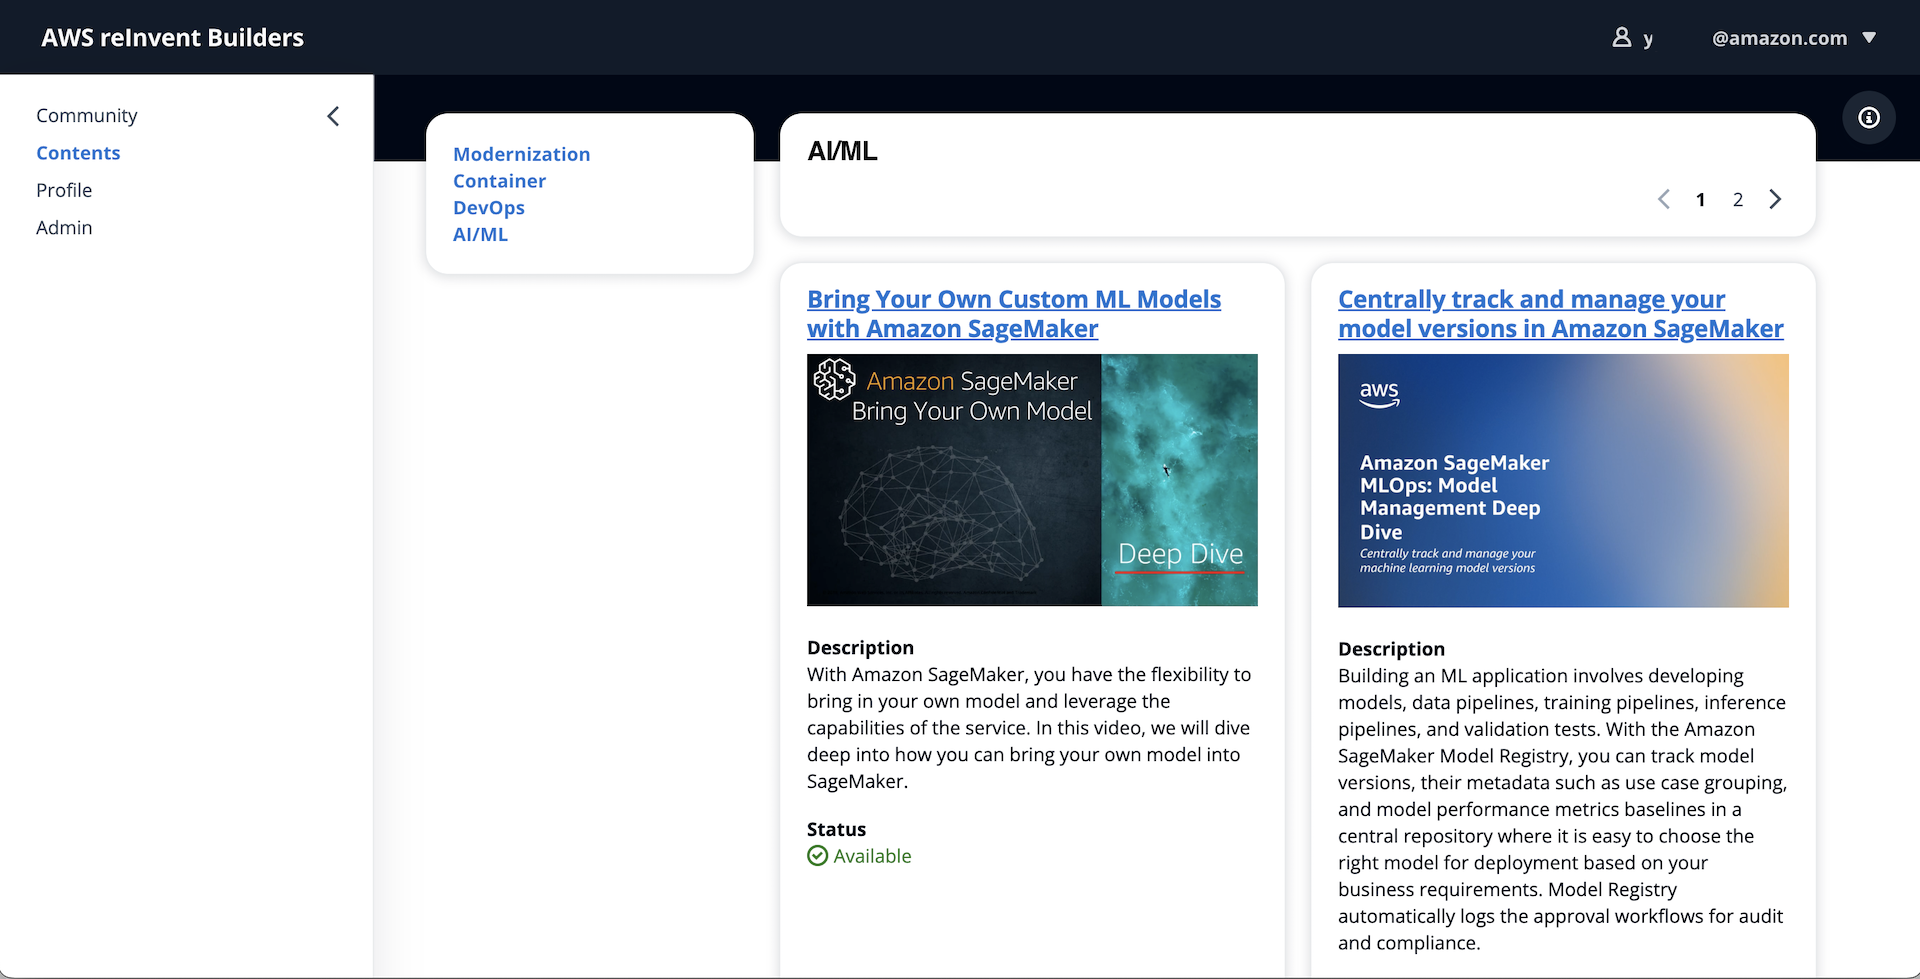 AWS reInvent Builders
y @amazon.com
Community
Contents
Profile
Admin
Modernization
Container
DevOps
AI/ML
AI/ML
1 2
Bring Your Own Custom ML Models
with Amazon SageMaker
Amazon SageMaker
Bring Your Own Model
Deep Dive
Description
With Amazon SageMaker, you have the flexibility to
bring in your own model and leverage the
capabilities of the service. In this video, we will dive
deep into how you can bring your own model into
SageMaker.
Status
Available
Centrally track and manage your
model versions in Amazon SageMaker
aws
Amazon SageMaker
MLOps: Model
Management Deep
Dive
Centrally track and manage your
machine learning model versions
Description
Building an ML application involves developing
models, data pipelines, training pipelines, inference
pipelines, and validation tests. With the Amazon
SageMaker Model Registry, you can track model
versions, their metadata such as use case grouping,
and model performance metrics baselines in a
central repository where it is easy to choose the
right model for deployment based on your
business requirements. Model Registry
automatically logs the approval workflows for audit
and compliance.